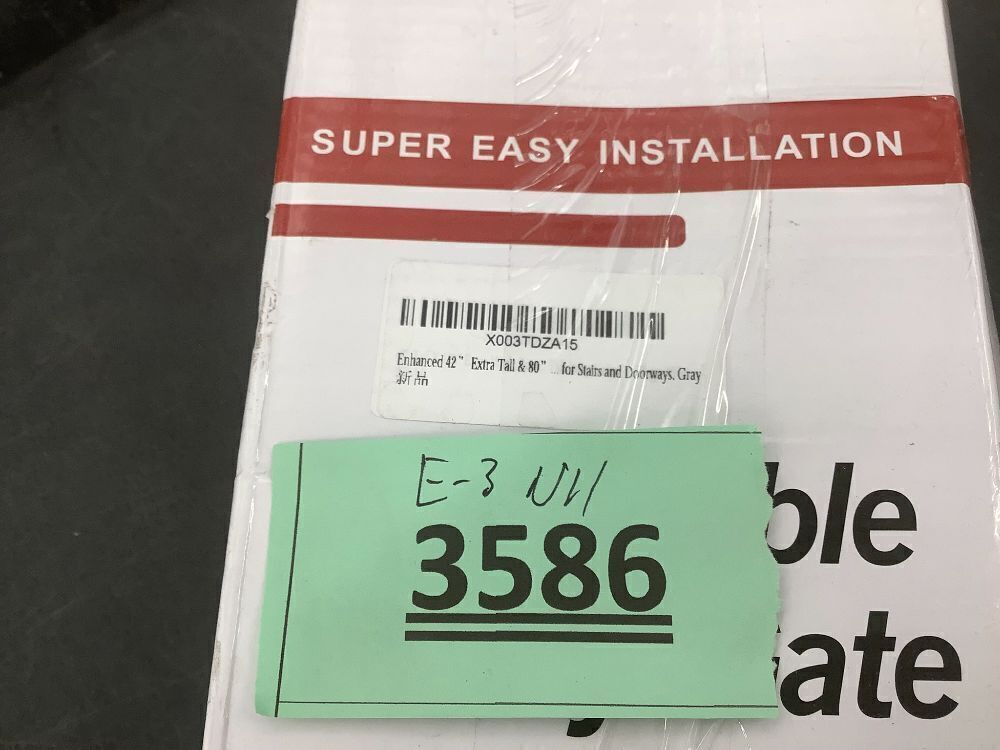 SUPER EASY INSTALLATION
X003TDZA15
Enhanced 42" Extra Tall & 80" ... for Stairs and Doorways, Gray
新品
E-3 NH
3586
ble
ate